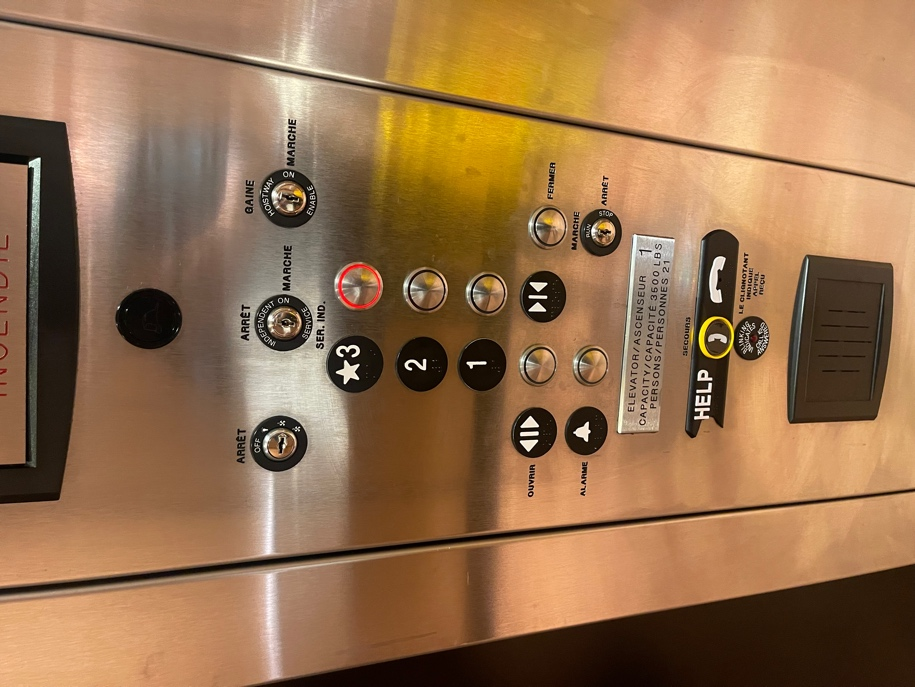 INCENDIE
GAINE
HOISTWAY
ON
ENABLE
MARCHE
ARRÊT
INDEPENDENT
ON
SERVICE
MARCHE
SER. IND.
ARRÊT
OFF
★3
2
1
OUVRIR
FERMER
ALARME
MARCHE
RUN
STOP
ARRÊT
ELEVATOR/ASCENSEUR 1
CAPACITY/CAPACITÉ 3500 LBS
PERSONS/PERSONNES 21
SECOURS
HELP
LE CLIGNOTANT
INDIQUE
APPEL
REÇU